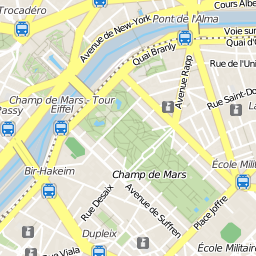 Trocadéro
Avenue de New-York
Pont de l'Alma
Cours Albe
Voie sur
Quai d'
Quai Branly
Avenue Rapp
Rue de l'Uni
Champ de Mars - Tour
Eiffel
Passy
Rue Saint-Do
École Milit
Bir-Hakeim
Champ de Mars
Rue Desaix
Avenue de Suffren
Place Joffre
Dupleix
Rue Viala
École Militair